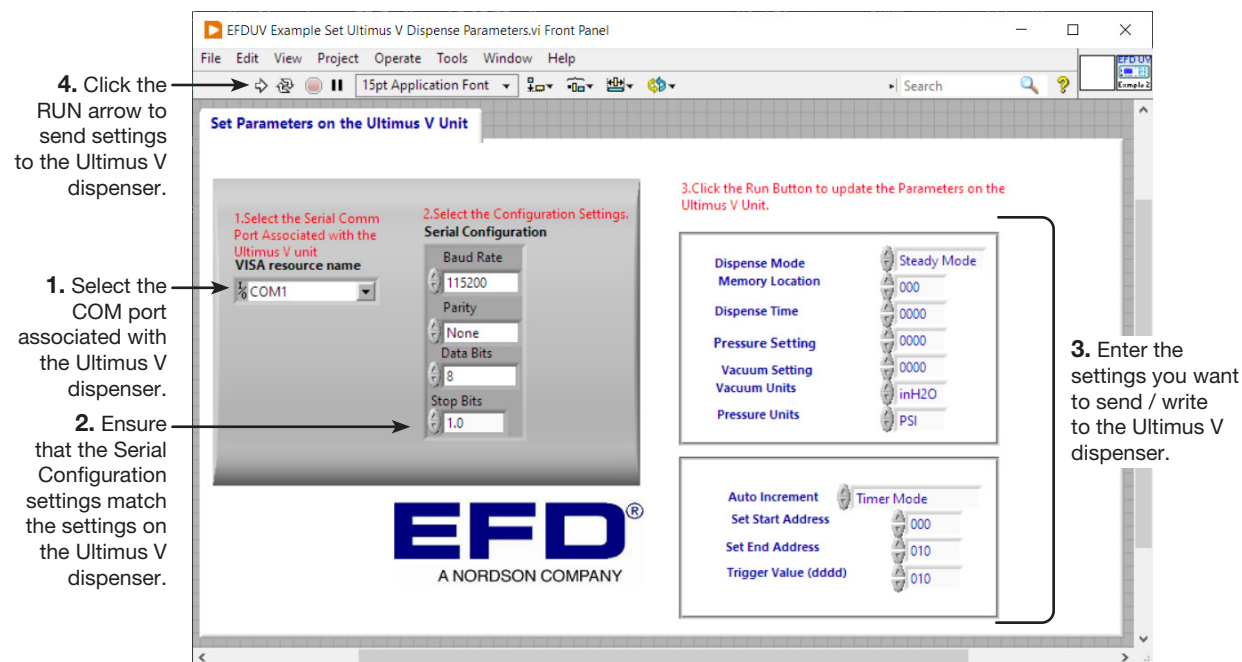 EFDUV Example Set Ultimus V Dispense Parameters.vi Front Panel
File Edit View Project Operate Tools Window Help
15pt Application Font
Search
EFD UV
Exmple 2
4. Click the
RUN arrow to
send settings
to the Ultimus V
dispenser.
1. Select the
COM port
associated with
the Ultimus V
dispenser.
2. Ensure
that the Serial
Configuration
settings match
the settings on
the Ultimus V
dispenser.
Set Parameters on the Ultimus V Unit
1.Select the Serial Comm
Port Associated with the
Ultimus V unit
VISA resource name
I/O COM1
2.Select the Configuration Settings.
Serial Configuration
Baud Rate
115200
Parity
None
Data Bits
8
Stop Bits
1.0
EFD®
A NORDSON COMPANY
3.Click the Run Button to update the Parameters on the
Ultimus V Unit.
Dispense Mode Steady Mode
Memory Location 000
Dispense Time 0000
Pressure Setting 0000
Vacuum Setting 0000
Vacuum Units inH2O
Pressure Units PSI
Auto Increment Timer Mode
Set Start Address 000
Set End Address 010
Trigger Value (dddd) 010
3. Enter the
settings you want
to send / write
to the Ultimus V
dispenser.